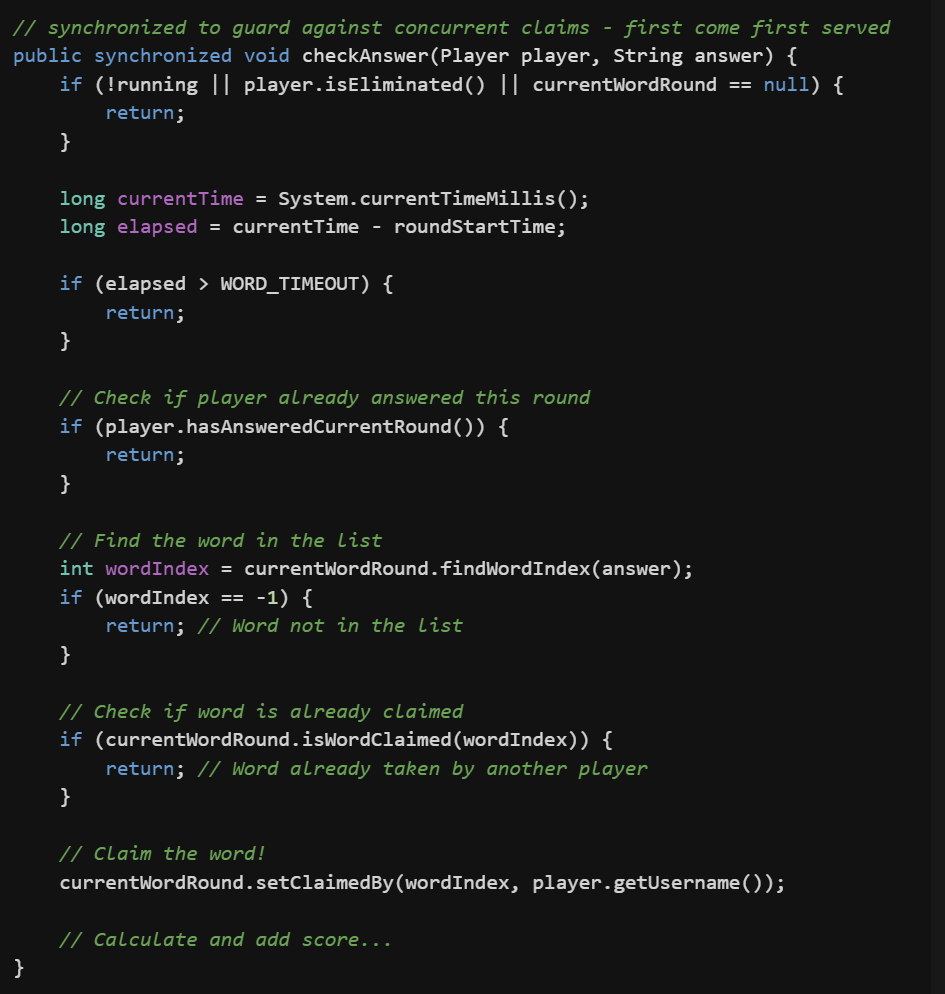 // synchronized to guard against concurrent claims - first come first served
public synchronized void checkAnswer(Player player, String answer) {
    if (!running || player.isEliminated() || currentWordRound == null) {
        return;
    }

    long currentTime = System.currentTimeMillis();
    long elapsed = currentTime - roundStartTime;

    if (elapsed > WORD_TIMEOUT) {
        return;
    }

    // Check if player already answered this round
    if (player.hasAnsweredCurrentRound()) {
        return;
    }

    // Find the word in the list
    int wordIndex = currentWordRound.findWordIndex(answer);
    if (wordIndex == -1) {
        return; // Word not in the list
    }

    // Check if word is already claimed
    if (currentWordRound.isWordClaimed(wordIndex)) {
        return; // Word already taken by another player
    }

    // Claim the word!
    currentWordRound.setClaimedBy(wordIndex, player.getUsername());

    // Calculate and add score...
}